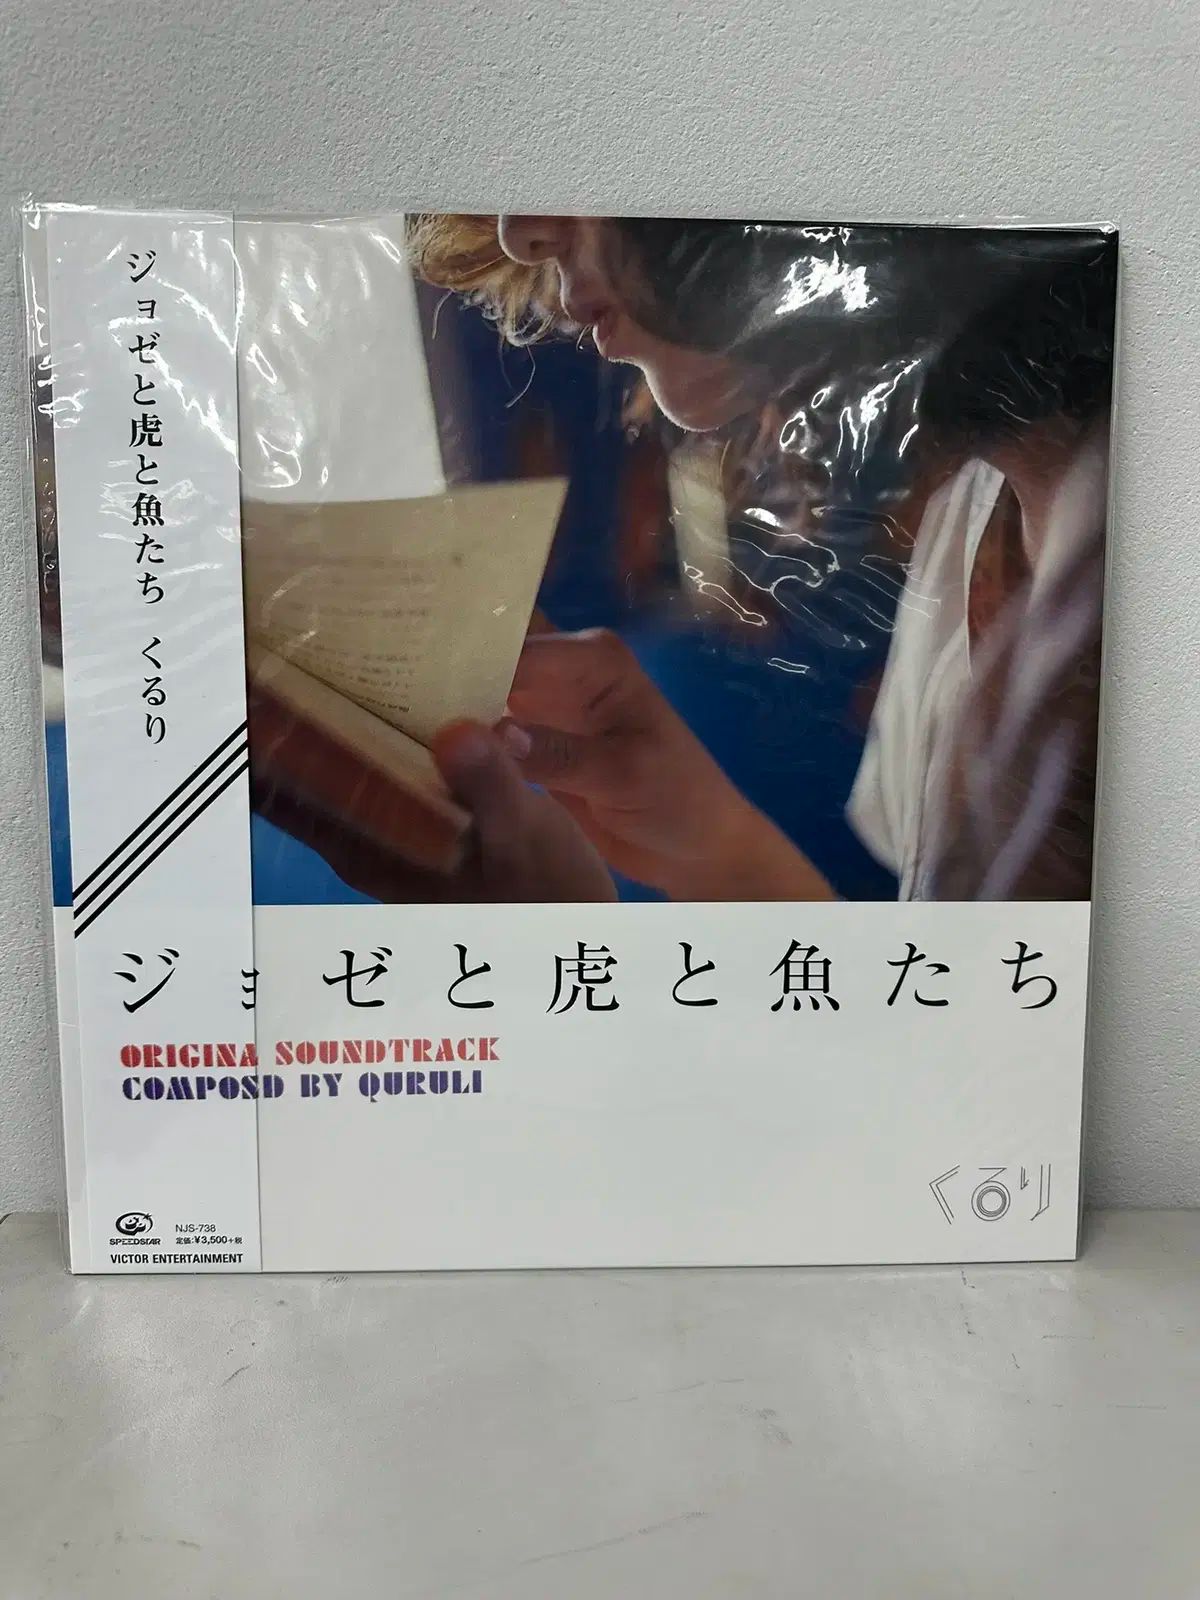 ジョゼと虎と魚たち くるり
ジョゼと虎と魚たち
ORIGINA SOUNDTRACK
COMPOSD BY QURULI
くるり
SPEEDSTAR
NJS-738
定価:¥3,500+税
VICTOR ENTERTAINMENT